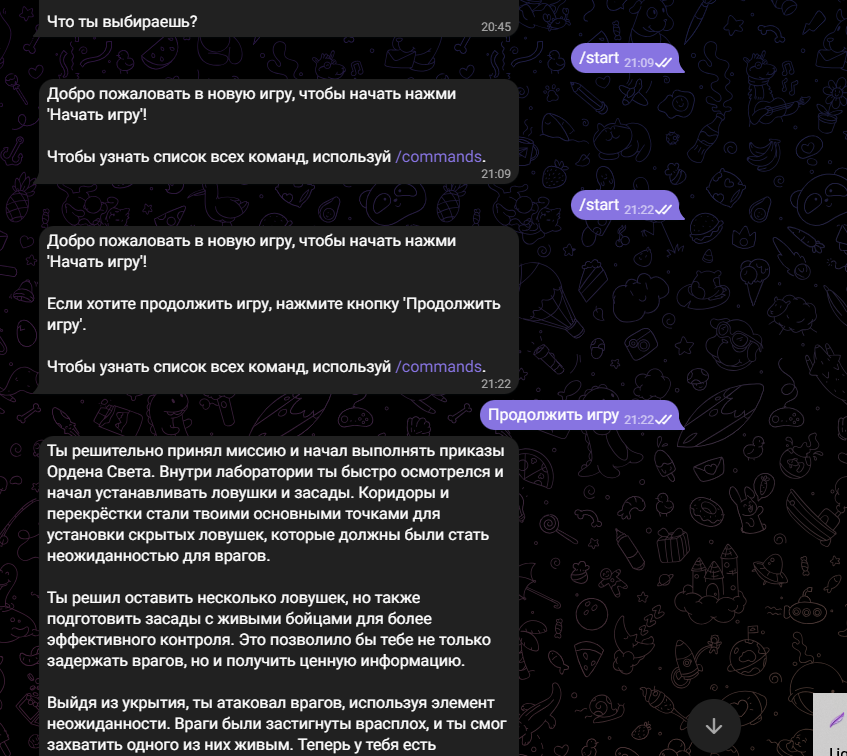 Что ты выбираешь?
20:45
/start 21:09
Добро пожаловать в новую игру, чтобы начать нажми
'Начать игру'!
Чтобы узнать список всех команд, используй /commands.
21:09
/start 21:22
Добро пожаловать в новую игру, чтобы начать нажми
'Начать игру'!
Если хотите продолжить игру, нажмите кнопку 'Продолжить
игру'.
Чтобы узнать список всех команд, используй /commands.
21:22
Продолжить игру 21:22
Ты решительно принял миссию и начал выполнять приказы
Ордена Света. Внутри лаборатории ты быстро осмотрелся и
начал устанавливать ловушки и засады. Коридоры и
перекрёстки стали твоими основными точками для
установки скрытых ловушек, которые должны были стать
неожиданностью для врагов.
Ты решил оставить несколько ловушек, но также
подготовить засады с живыми бойцами для более
эффективного контроля. Это позволило бы тебе не только
задержать врагов, но и получить ценную информацию.
Выйдя из укрытия, ты атаковал врагов, используя элемент
неожиданности. Враги были застигнуты врасплох, и ты смог
захватить одного из них живым. Теперь у тебя есть